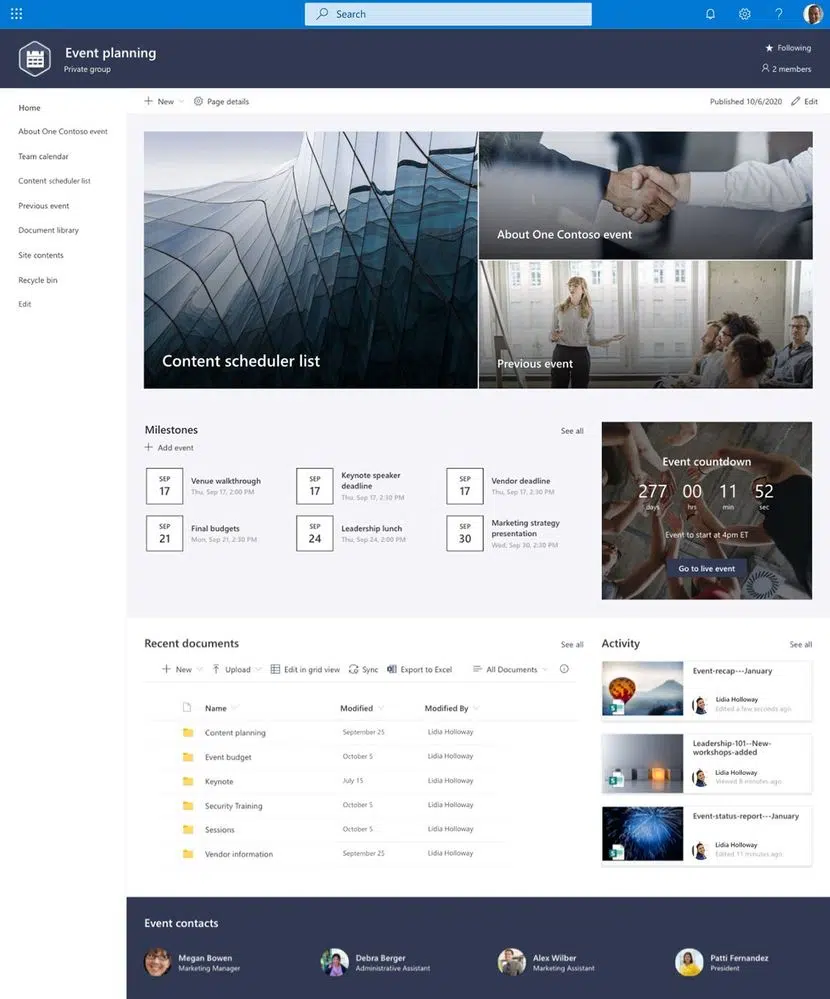 Search
Event planning
Private group
Following
2 members
Home
About One Contoso event
Team calendar
Content scheduler list
Previous event
Document library
Site contents
Recycle bin
Edit
New
Page details
Published 10/6/2020
Edit
Content scheduler list
About One Contoso event
Previous event
Milestones
See all
Add event
SEP
17
Venue walkthrough
Thu, Sep 17, 2:00 PM
SEP
17
Keynote speaker
deadline
Thu, Sep 17, 2:30 PM
SEP
17
Vendor deadline
Thu, Sep 17, 2:30 PM
SEP
21
Final budgets
Mon, Sep 21, 2:30 PM
SEP
24
Leadership lunch
Thu, Sep 24, 2:00 PM
SEP
30
Marketing strategy
presentation
Wed, Sep 30, 2:30 PM
Event countdown
277 00 11 52
days hrs min sec
Event to start at 4pm ET
Go to live event
Recent documents
See all
New Upload Edit in grid view Sync Export to Excel All Documents
Name Modified Modified By
Content planning September 25 Lidia Holloway
Event budget October 5 Lidia Holloway
Keynote July 15 Lidia Holloway
Security Training October 5 Lidia Holloway
Sessions October 5 Lidia Holloway
Vendor information September 25 Lidia Holloway
Activity
See all
Event-recap---January
Lidia Holloway
Edited a few seconds ago
Leadership-101--New-
workshops-added
Lidia Holloway
Viewed 8 minutes ago
Event-status-report---January
Lidia Holloway
Edited 11 minutes ago
Event contacts
Megan Bowen
Marketing Manager
Debra Berger
Administrative Assistant
Alex Wilber
Marketing Assistant
Patti Fernandez
President